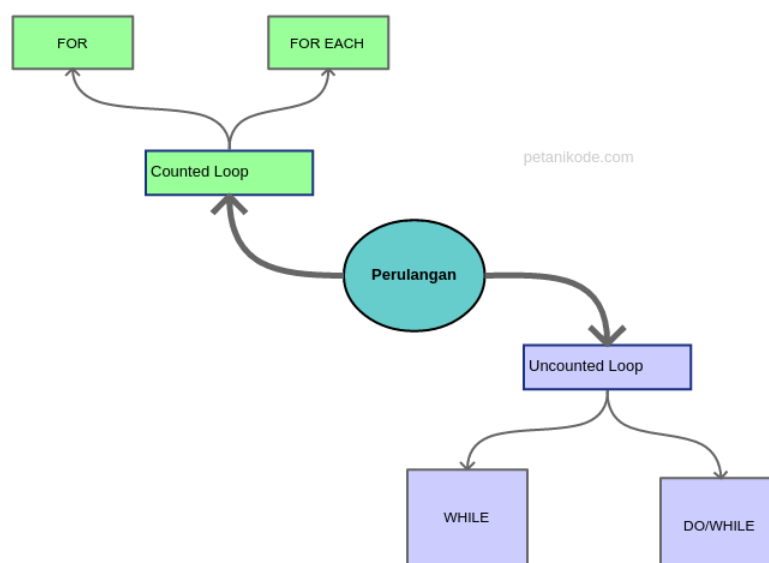 FOR
FOR EACH
Counted Loop
petanikode.com
Perulangan
Uncounted Loop
WHILE
DO/WHILE